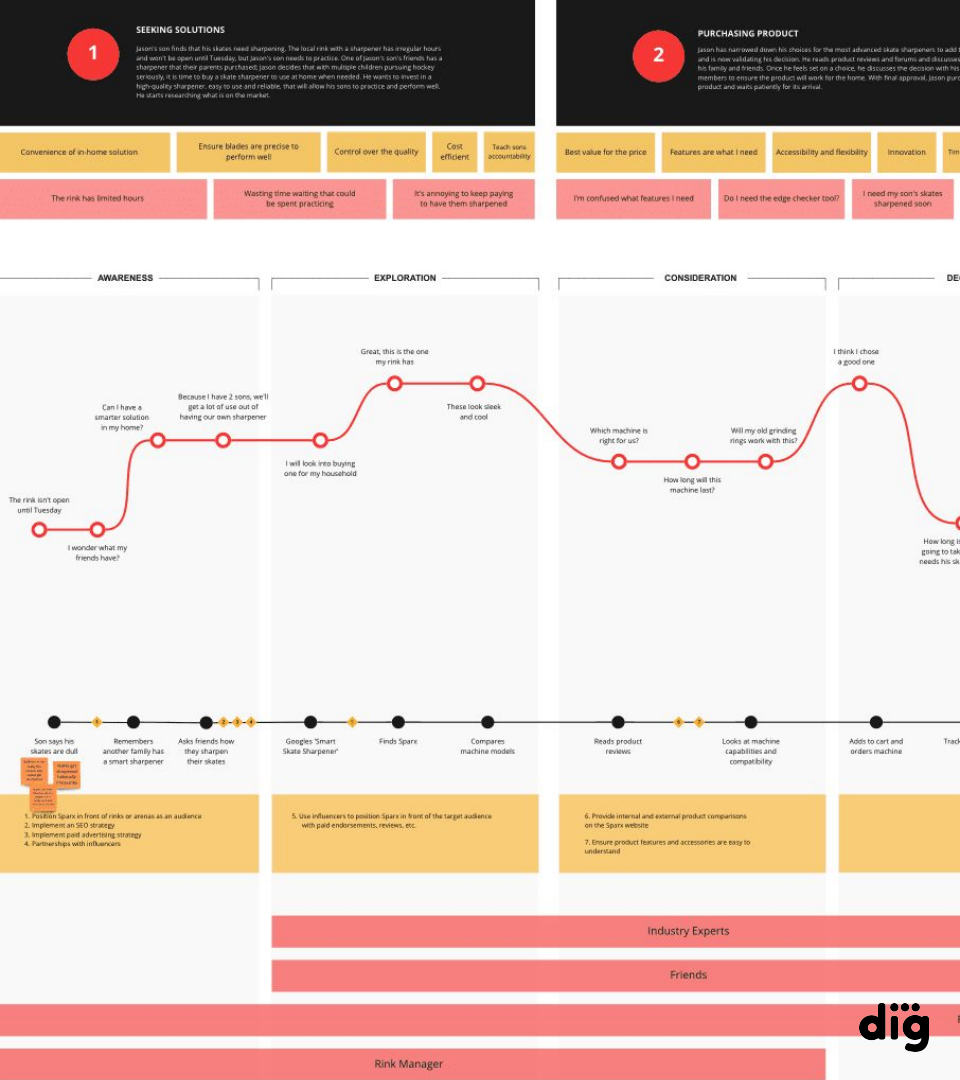 1
SEEKING SOLUTIONS
Jason's son finds that his skates need sharpening. The local rink with a sharpener has irregular hours
and won't be open until Tuesday, but Jason's son needs to practice. One of Jason's son's friends has a
sharpener that their parents purchased; Jason decides that with multiple children pursuing hockey
seriously, it is time to buy a skate sharpener to use at home when needed. He wants to invest in a
high-quality sharpener, easy to use and reliable, that will allow his sons to practice and perform well.
He starts researching what is on the market.
2
PURCHASING PRODUCT
Jason has narrowed down his choices for the most advanced skate sharpeners to add t
and is now validating his decision. He reads product reviews and forums and discusses
his family and friends. Once he feels set on a choice, he discusses the decision with his
members to ensure the product will work for the home. With final approval, Jason purc
product and waits patiently for its arrival.
Convenience of in-home solution
Ensure blades are precise to
perform well
Control over the quality
Cost
efficient
Teach sons
accountability
Best value for the price
Features are what I need
Accessibility and flexibility
Innovation
The rink has limited hours
Wasting time waiting that could
be spent practicing
It's annoying to keep paying
to have them sharpened
I'm confused what features I need
Do I need the edge checker tool?
I need my son's skates
sharpened soon
AWARENESS
EXPLORATION
CONSIDERATION
DE
The rink isn't open
until Tuesday
I wonder what my
friends have?
Can I have a
smarter solution
in my home?
Because I have 2 sons, we'll
get a lot of use out of
having our own sharpener
I will look into buying
one for my household
Great, this is the one
my rink has
These look sleek
and cool
Which machine is
right for us?
How long will this
machine last?
Will my old grinding
rings work with this?
I think I chose
a good one
How long is
going to tak
needs his sk
Son says his
skates are dull
Remembers
another family has
a smart sharpener
Asks friends how
they sharpen
their skates
Googles 'Smart
Skate Sharpener'
Finds Sparx
Compares
machine models
Reads product
reviews
Looks at machine
capabilities and
compatibility
Adds to cart and
orders machine
Track
1. Position Sparx in front of rinks or arenas as an audience
2. Implement an SEO strategy
3. Implement paid advertising strategy
4. Partnerships with influencers
5. Use influencers to position Sparx in front of the target audience
with paid endorsements, reviews, etc.
6. Provide internal and external product comparisons
on the Sparx website
7. Ensure product features and accessories are easy to
understand
Industry Experts
Friends
dig
Rink Manager